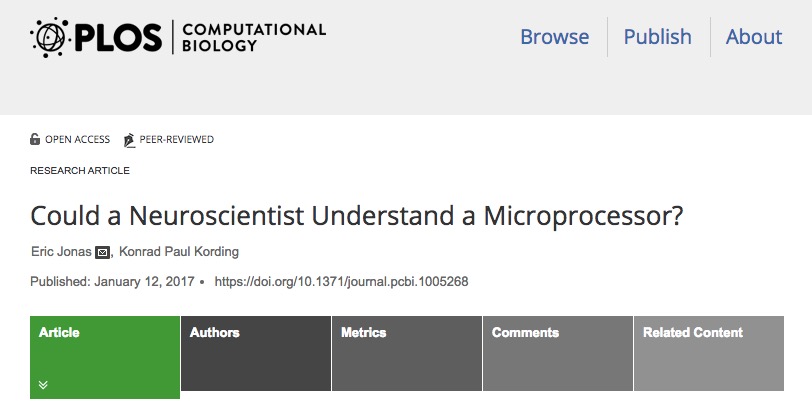 PLOS COMPUTATIONAL BIOLOGY
Browse Publish About
OPEN ACCESS PEER-REVIEWED
RESEARCH ARTICLE
Could a Neuroscientist Understand a Microprocessor?
Eric Jonas, Konrad Paul Kording
Published: January 12, 2017 • https://doi.org/10.1371/journal.pcbi.1005268
Article Authors Metrics Comments Related Content